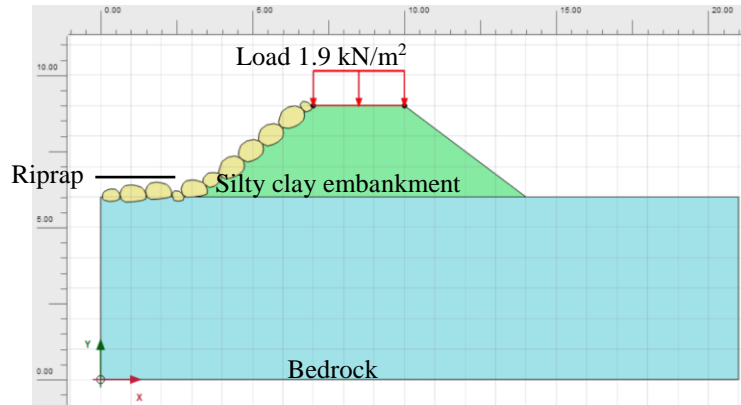 0.00 5.00 10.00 15.00 20.00
10.00
Load 1.9 kN/m²
Riprap
Silty clay embankment
5.00
Y
0.00
Bedrock
X